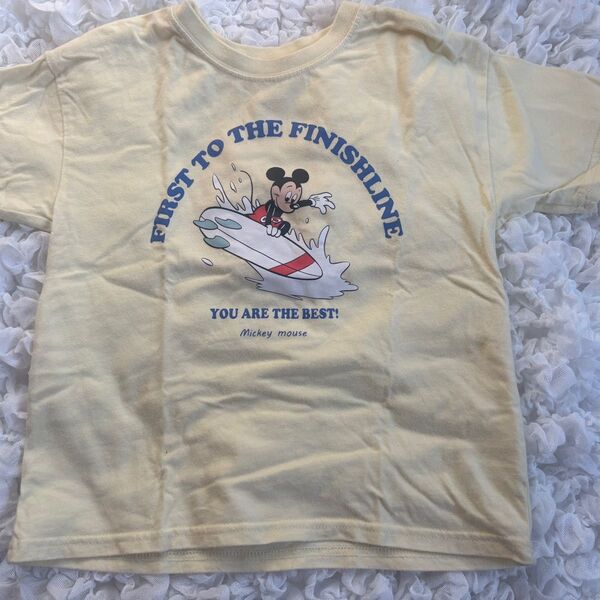 FIRST TO THE FINISHLINE
YOU ARE THE BEST!
Mickey mouse